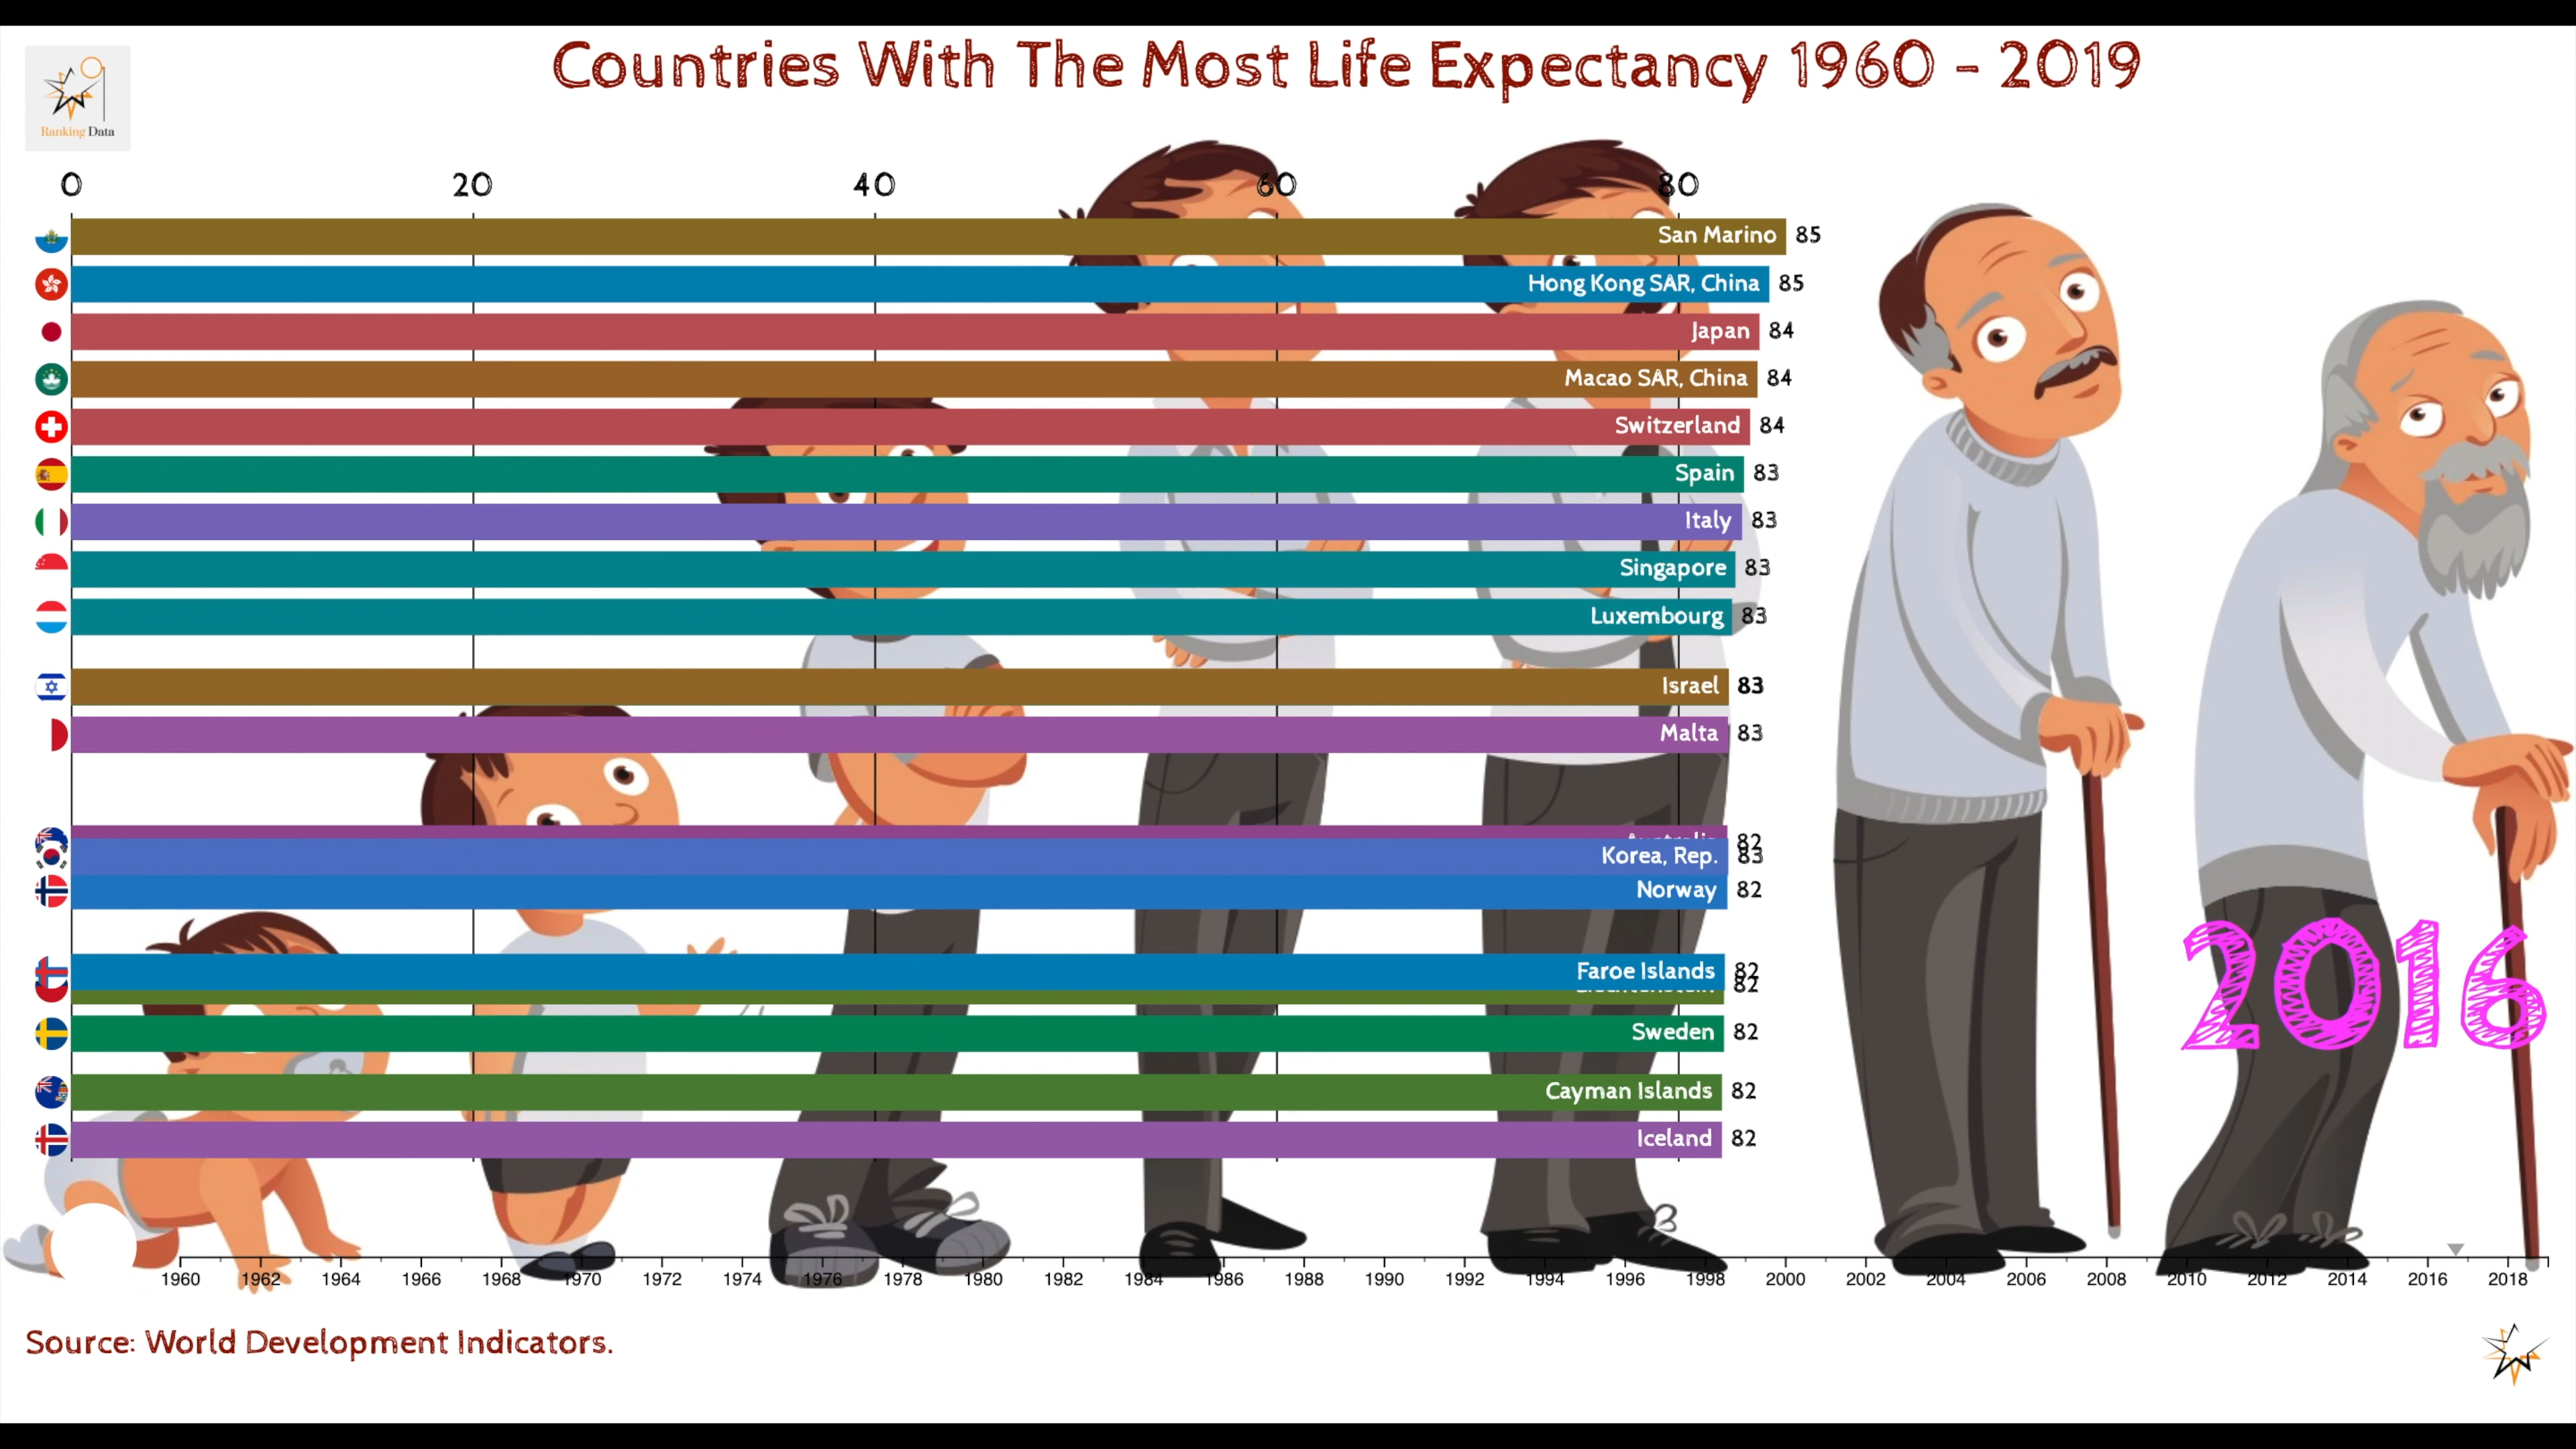 Countries With The Most Life Expectancy 1960 - 2019
Ranking Data
0 20 40 60 80
San Marino 85
Hong Kong SAR, China 85
Japan 84
Macao SAR, China 84
Switzerland 84
Spain 83
Italy 83
Singapore 83
Luxembourg 83
Israel 83
Malta 83
82
Korea, Rep. 83
Norway 82
Faroe Islands 82
82
Sweden 82
Cayman Islands 82
Iceland 82
2016
1960 1962 1964 1966 1968 1970 1972 1974 1976 1978 1980 1982 1984 1986 1988 1990 1992 1994 1996 1998 2000 2002 2004 2006 2008 2010 2012 2014 2016 2018
Source: World Development Indicators.